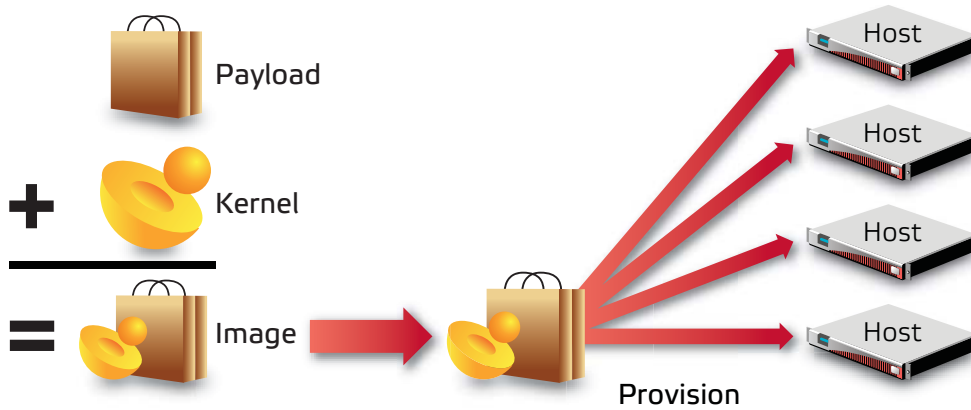 Payload
+
Kernel
=
Image
Provision
Host
Host
Host
Host